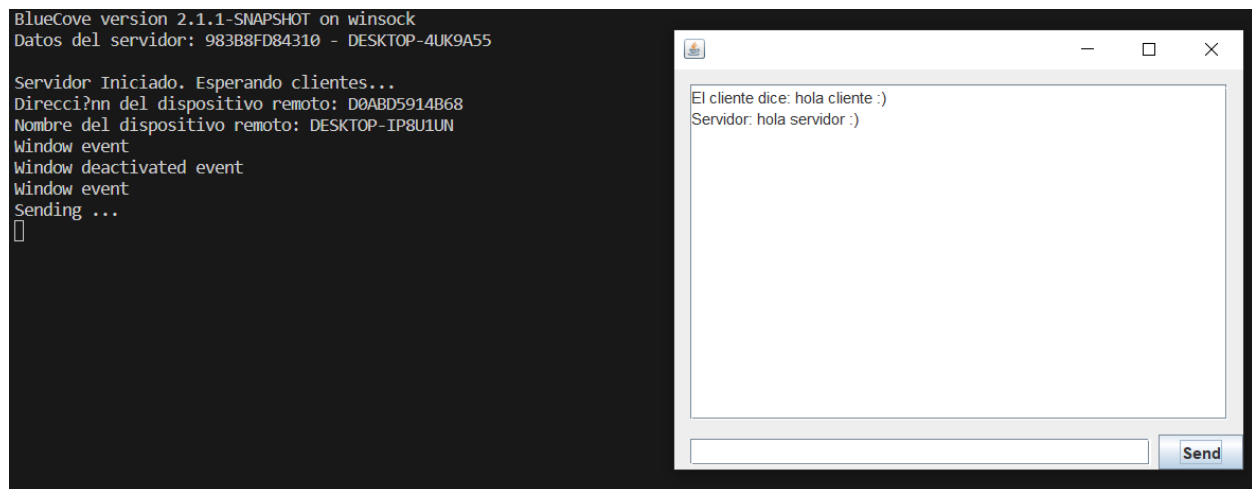 BlueCove version 2.1.1-SNAPSHOT on winsock
Datos del servidor: 983B8FD84310 - DESKTOP-4UK9A55
Servidor Iniciado. Esperando clientes...
Direcci?nn del dispositivo remoto: D0ABD5914B68
Nombre del dispositivo remoto: DESKTOP-IP8U1UN
Window event
Window deactivated event
Window event
Sending ...
El cliente dice: hola cliente :)
Servidor: hola servidor :)
Send